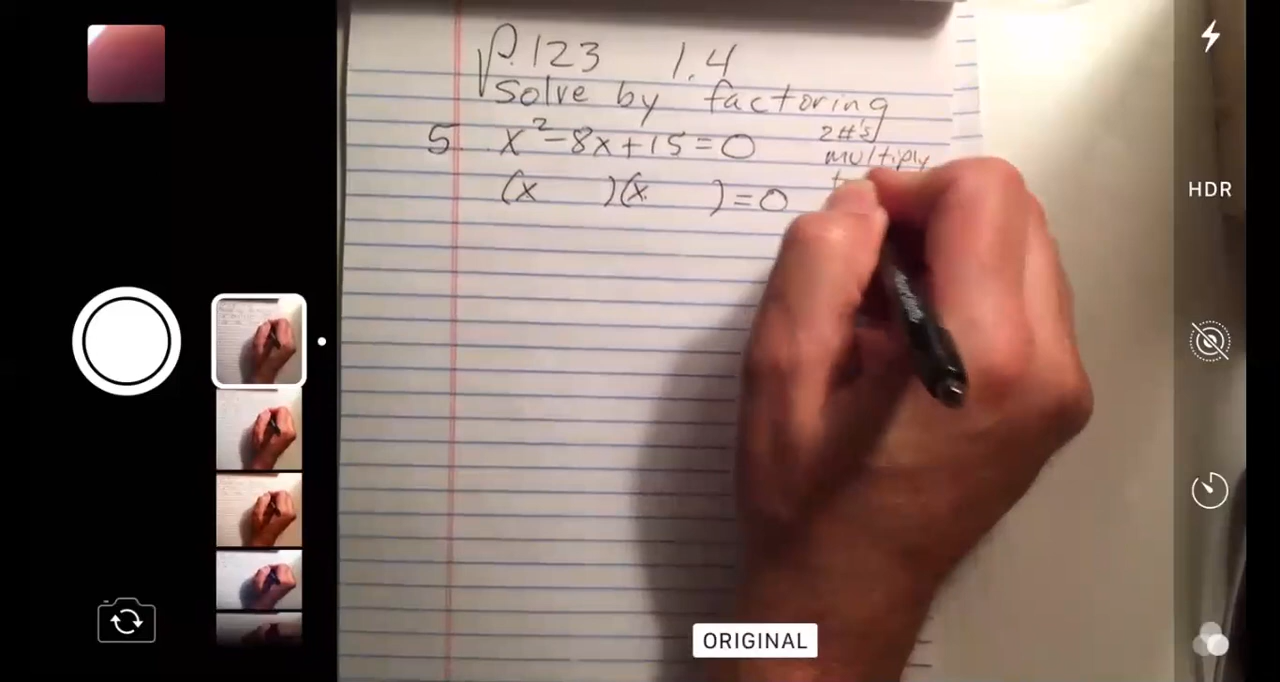 P.123 1.4
Solve by factoring
5 x²-8x+15=0
(x )(x )=0
2 #'s
multiply
HDR
ORIGINAL